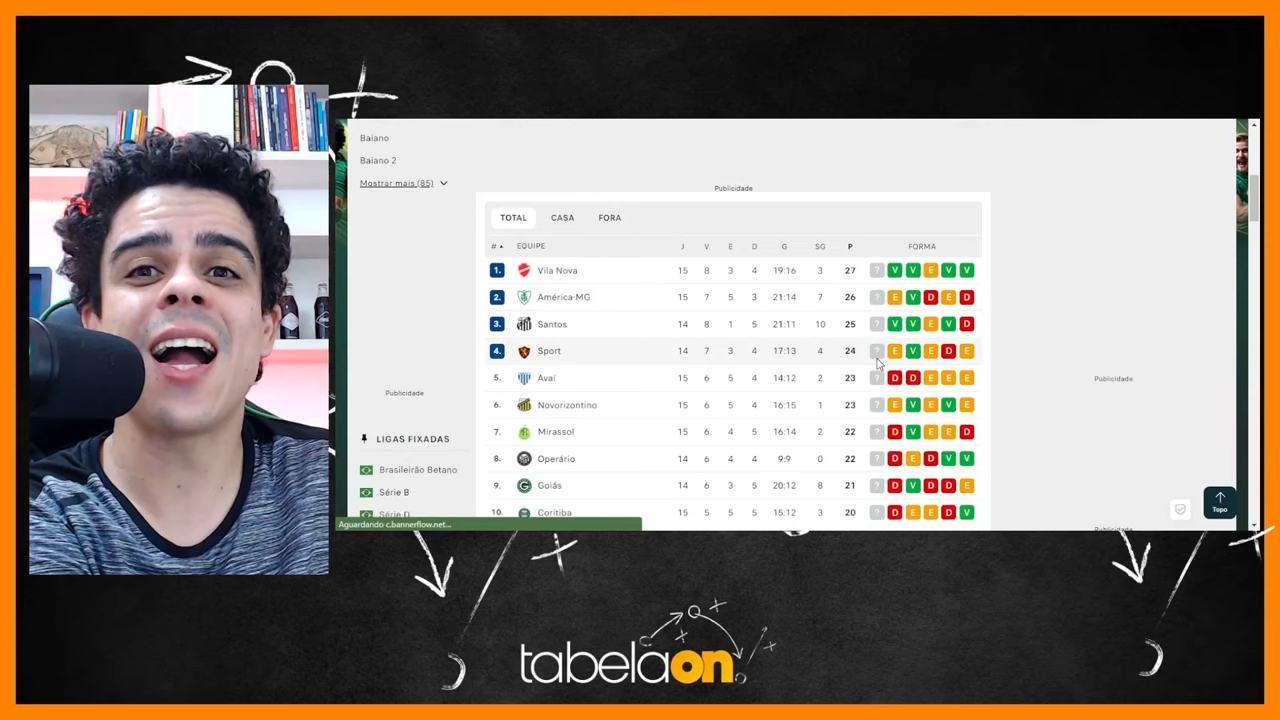 Baiano
Baiano 2
Mostrar mais (85)
Publicidade
TOTAL CASA FORA
# EQUIPE J V E D G SG P FORMA
1. Vila Nova 15 8 3 4 19:16 3 27 ? V V E V V
2. América-MG 15 7 5 3 21:14 7 26 ? E V D E D
3. Santos 14 8 1 5 21:11 10 25 ? V V E V D
4. Sport 14 7 3 4 17:13 4 24 ? E V E D E
5. Avaí 15 6 5 4 14:12 2 23 ? D D E E E
6. Novorizontino 15 6 5 4 16:15 1 23 ? E V E V E
7. Mirassol 15 6 4 5 16:14 2 22 ? D V E E D
8. Operário 14 6 4 4 9:9 0 22 ? D E D V V
9. Goiás 14 6 3 5 20:12 8 21 ? D V D D E
10. Coritiba 15 5 5 5 15:12 3 20 ? D E E D V
Publicidade
LIGAS FIXADAS
Brasileirão Betano
Série B
Série D
Publicidade
Topo
Publicidade
Aguardando c.bannerflow.net...
tabelaon